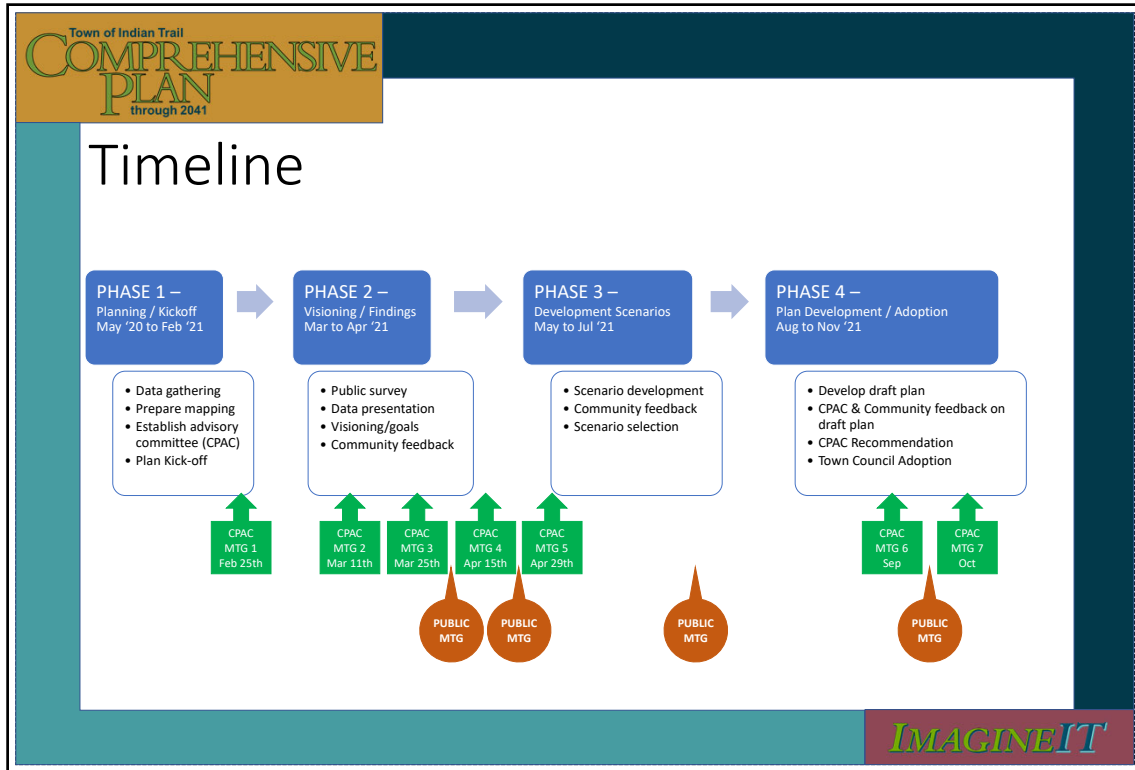 Town of Indian Trail
COMPREHENSIVE
PLAN
through 2041
Timeline
PHASE 1 –
Planning / Kickoff
May ‘20 to Feb ‘21
• Data gathering
• Prepare mapping
• Establish advisory
committee (CPAC)
• Plan Kick-off
PHASE 2 –
Visioning / Findings
Mar to Apr ‘21
• Public survey
• Data presentation
• Visioning/goals
• Community feedback
PHASE 3 –
Development Scenarios
May to Jul ‘21
• Scenario development
• Community feedback
• Scenario selection
PHASE 4 –
Plan Development / Adoption
Aug to Nov ‘21
• Develop draft plan
• CPAC & Community feedback on
draft plan
• CPAC Recommendation
• Town Council Adoption
CPAC
MTG 1
Feb 25th
CPAC
MTG 2
Mar 11th
CPAC
MTG 3
Mar 25th
CPAC
MTG 4
Apr 15th
CPAC
MTG 5
Apr 29th
CPAC
MTG 6
Sep
CPAC
MTG 7
Oct
PUBLIC
MTG
PUBLIC
MTG
PUBLIC
MTG
PUBLIC
MTG
IMAGINEIT